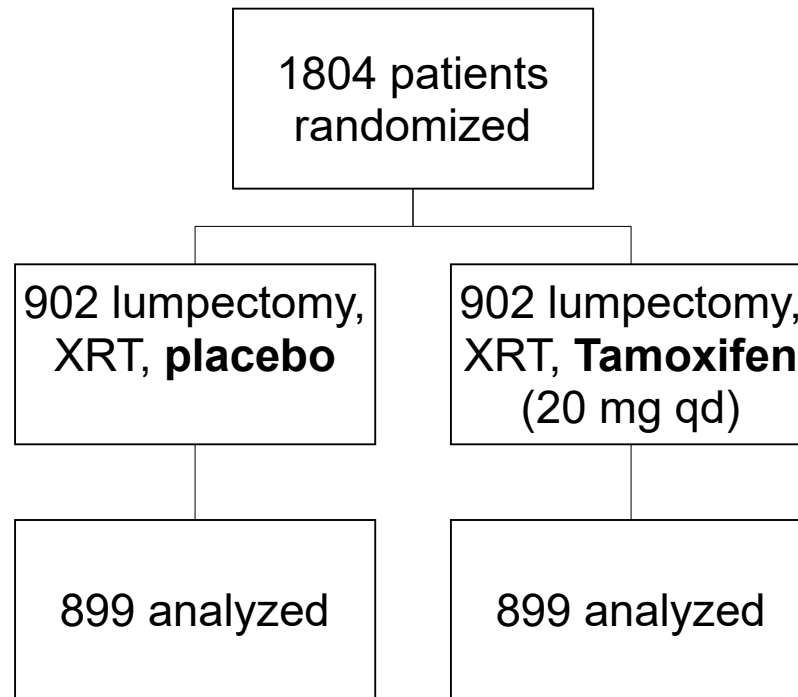 1804 patients
randomized
902 lumpectomy,
XRT, placebo
902 lumpectomy,
XRT, Tamoxifen
(20 mg qd)
899 analyzed
899 analyzed